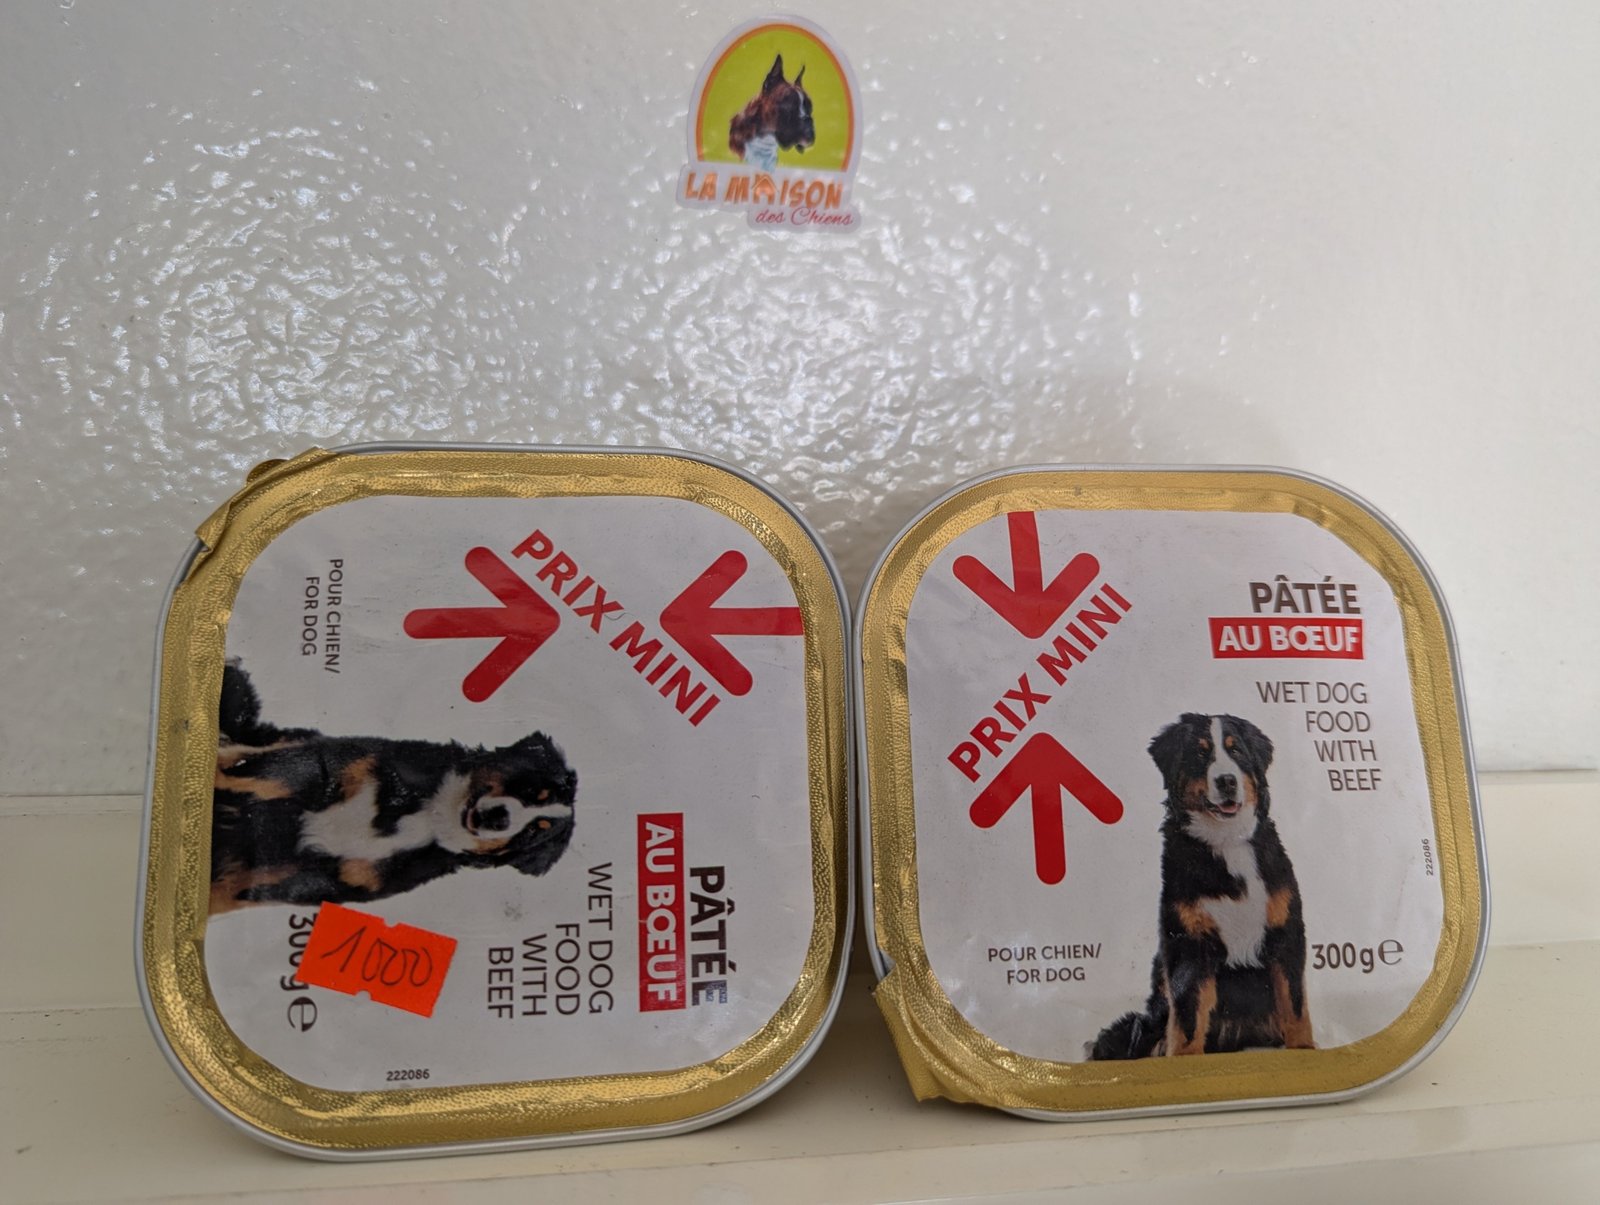 LA MAISON
des Chiens
PRIX MINI
POUR CHIEN/
FOR DOG
PÂTÉE
AU BŒUF
WET DOG
FOOD
WITH
BEEF
300g e
1000
222086
PRIX MINI
PÂTÉE
AU BŒUF
WET DOG
FOOD
WITH
BEEF
222086
POUR CHIEN/
FOR DOG
300g e